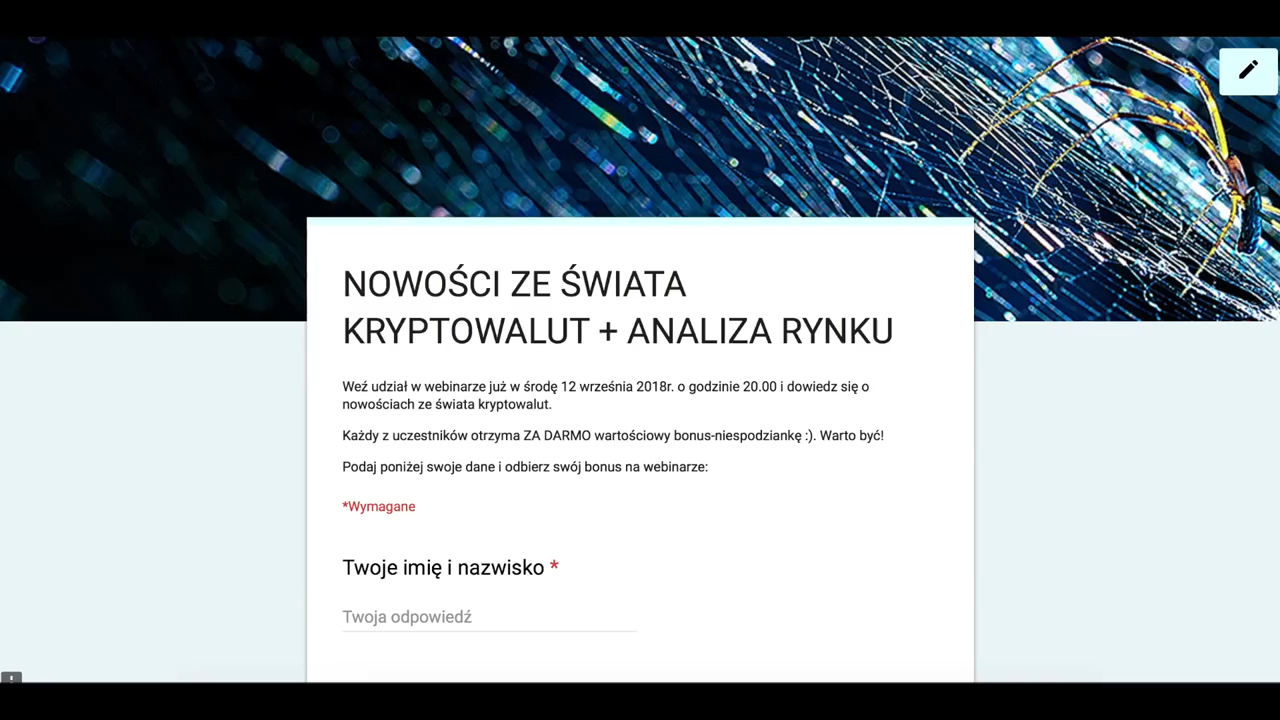 NOWOŚCI ZE ŚWIATA
KRYPTOWALUT + ANALIZA RYNKU
Weź udział w webinarze już w środę 12 września 2018r. o godzinie 20.00 i dowiedz się o
nowościach ze świata kryptowalut.
Każdy z uczestników otrzyma ZA DARMO wartościowy bonus-niespodziankę :). Warto być!
Podaj poniżej swoje dane i odbierz swój bonus na webinarze:
*Wymagane
Twoje imię i nazwisko *
Twoja odpowiedź